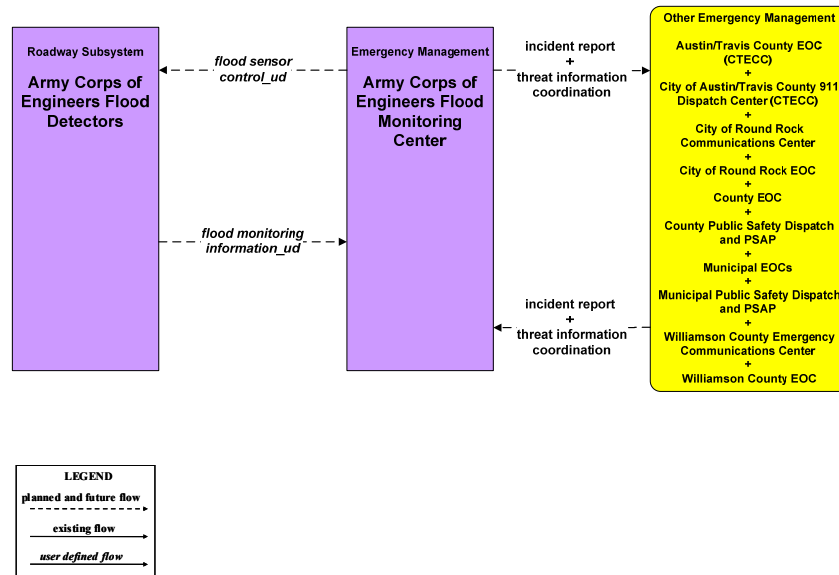 Roadway Subsystem
Army Corps of
Engineers Flood
Detectors
flood sensor
control_ud
flood monitoring
information_ud
Emergency Management
Army Corps of
Engineers Flood
Monitoring
Center
incident report
+
threat information
coordination
incident report
+
threat information
coordination
Other Emergency Management
Austin/Travis County EOC
(CTECC)
+
City of Austin/Travis County 911
Dispatch Center (CTECC)
+
City of Round Rock
Communications Center
+
City of Round Rock EOC
+
County EOC
+
County Public Safety Dispatch
and PSAP
+
Municipal EOCs
+
Municipal Public Safety Dispatch
and PSAP
+
Williamson County Emergency
Communications Center
+
Williamson County EOC
LEGEND
planned and future flow
existing flow
user defined flow